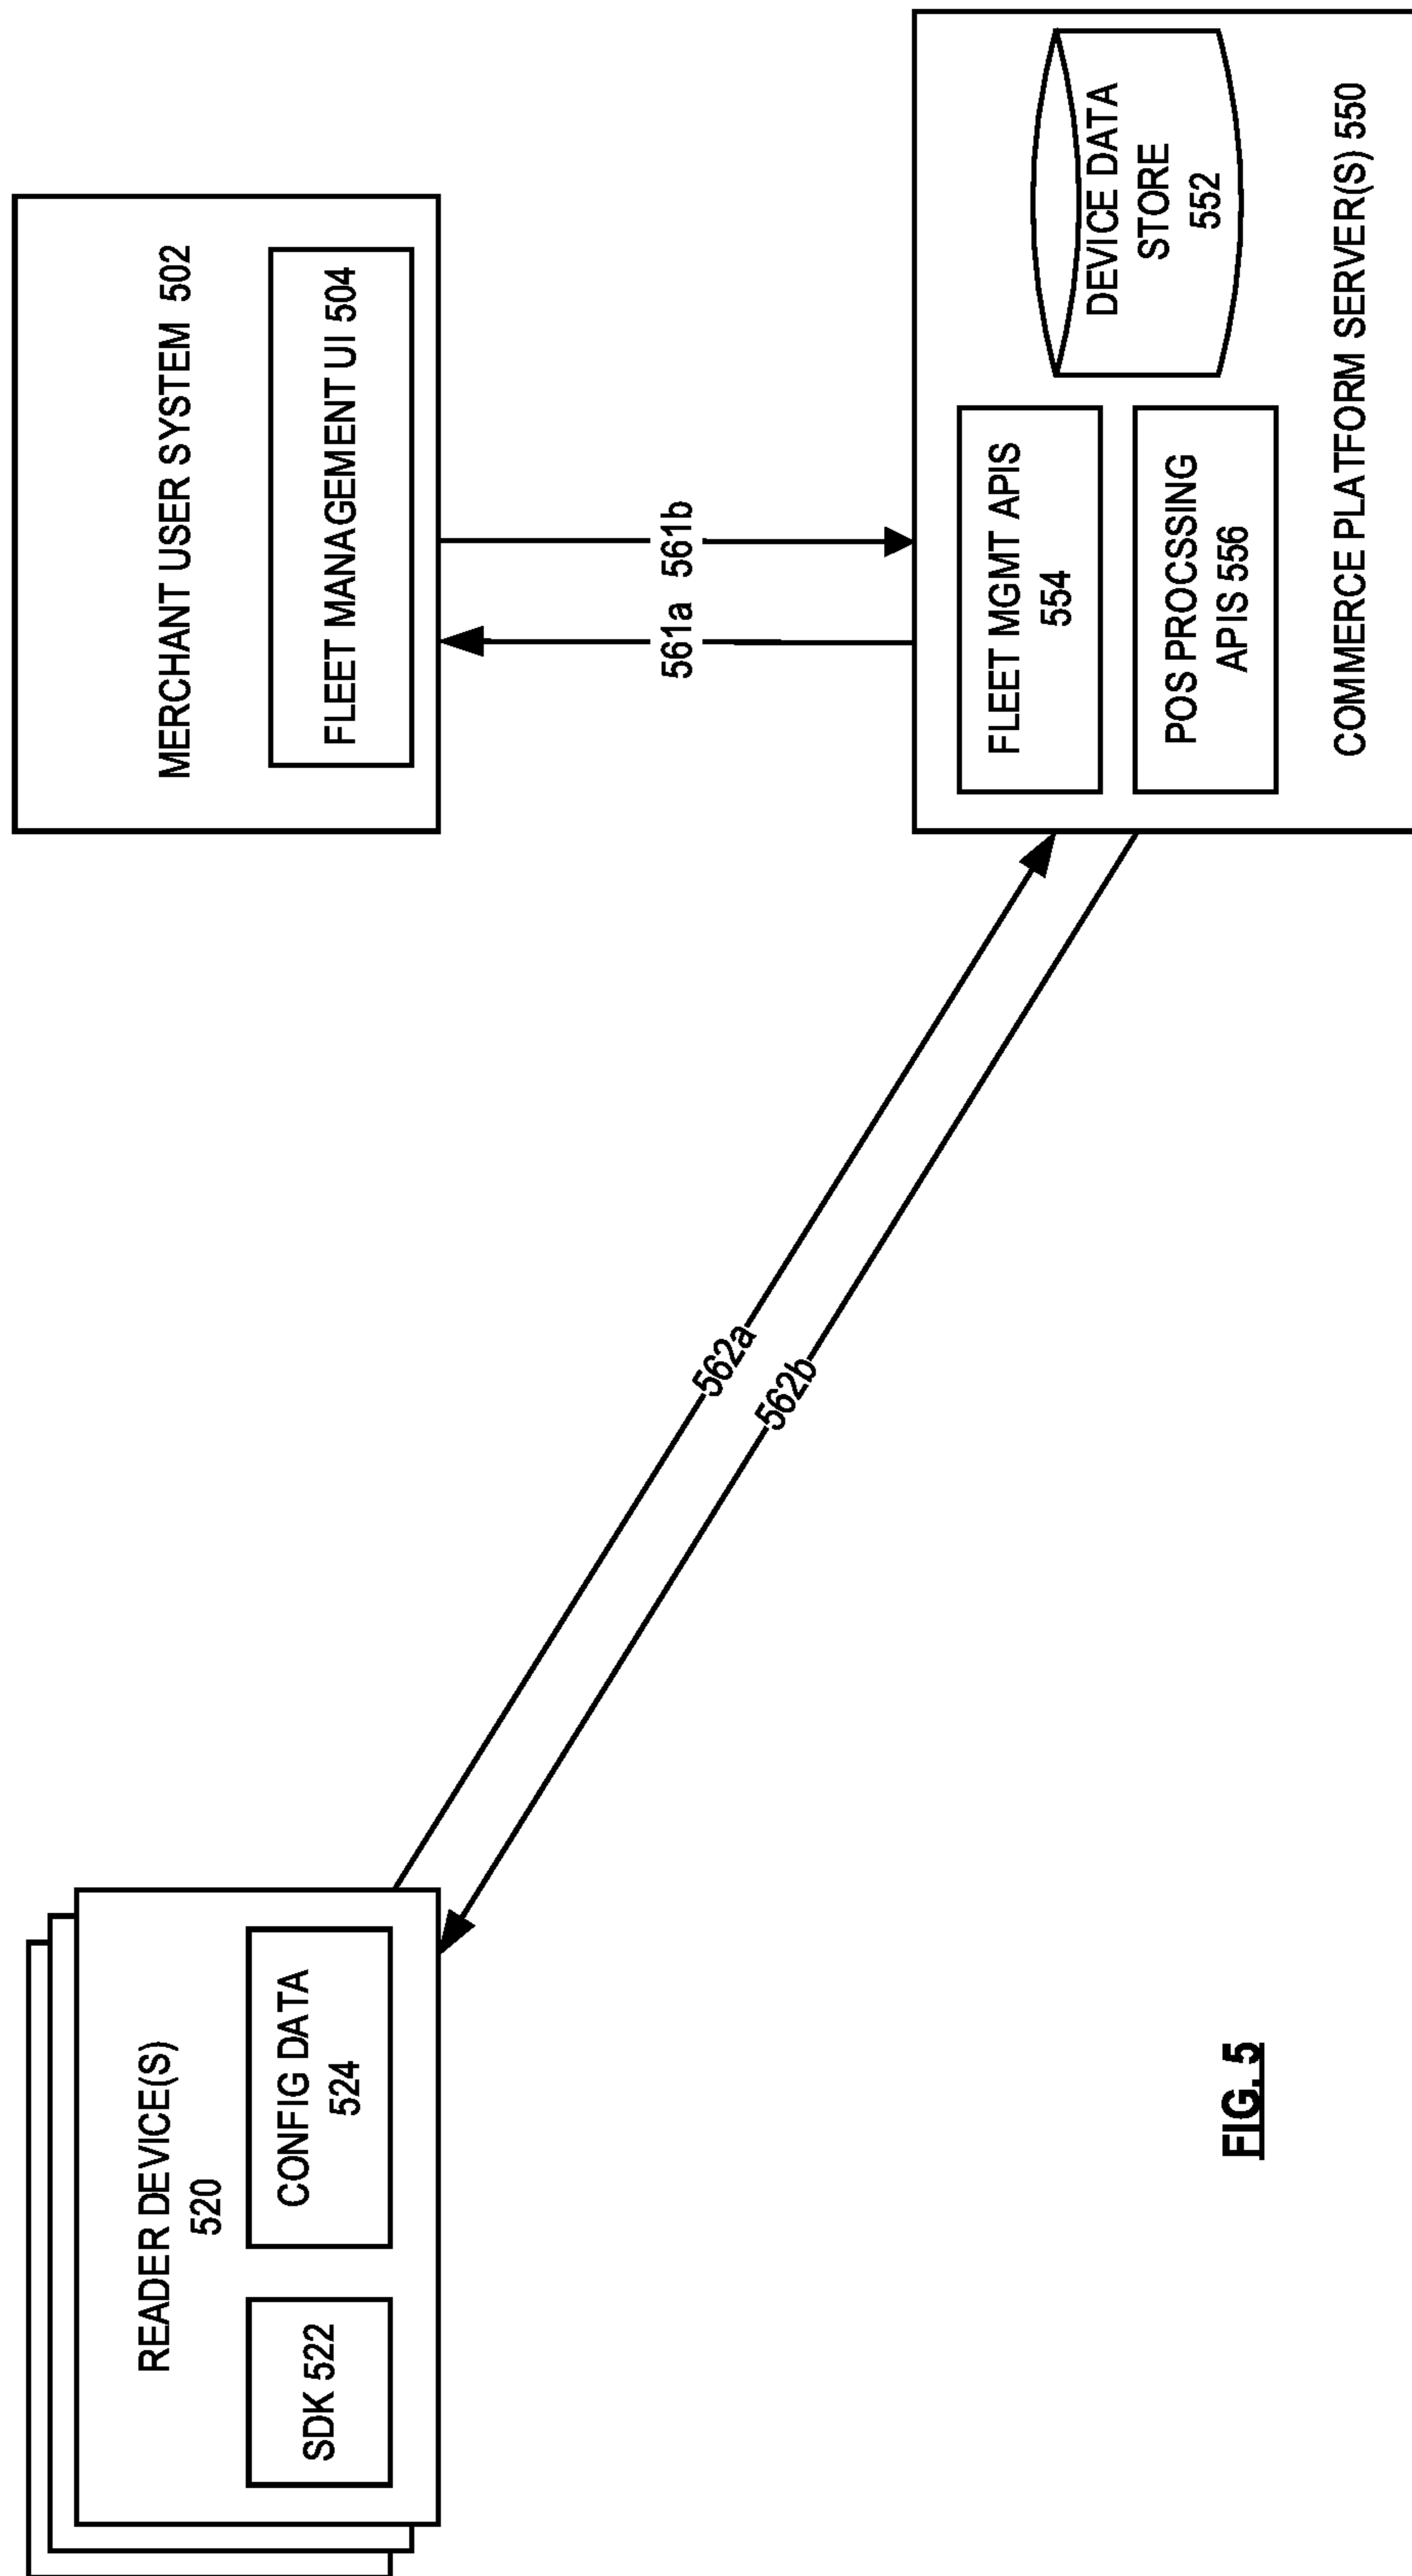 READER DEVICE(S)
520
SDK 522
CONFIG DATA
524
MERCHANT USER SYSTEM 502
FLEET MANAGEMENT UI 504
562a
562b
561a
561b
FLEET MGMT APIS
554
POS PROCSSING
APIS 556
DEVICE DATA
STORE
552
COMMERCE PLATFORM SERVER(S) 550
FIG. 5